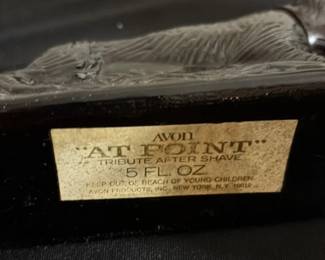 AVON
"AT POINT"
TRIBUTE AFTER SHAVE
5 FL. OZ.
KEEP OUT OF REACH OF YOUNG CHILDREN
AVON PRODUCTS, INC., NEW YORK, N.Y. 10019